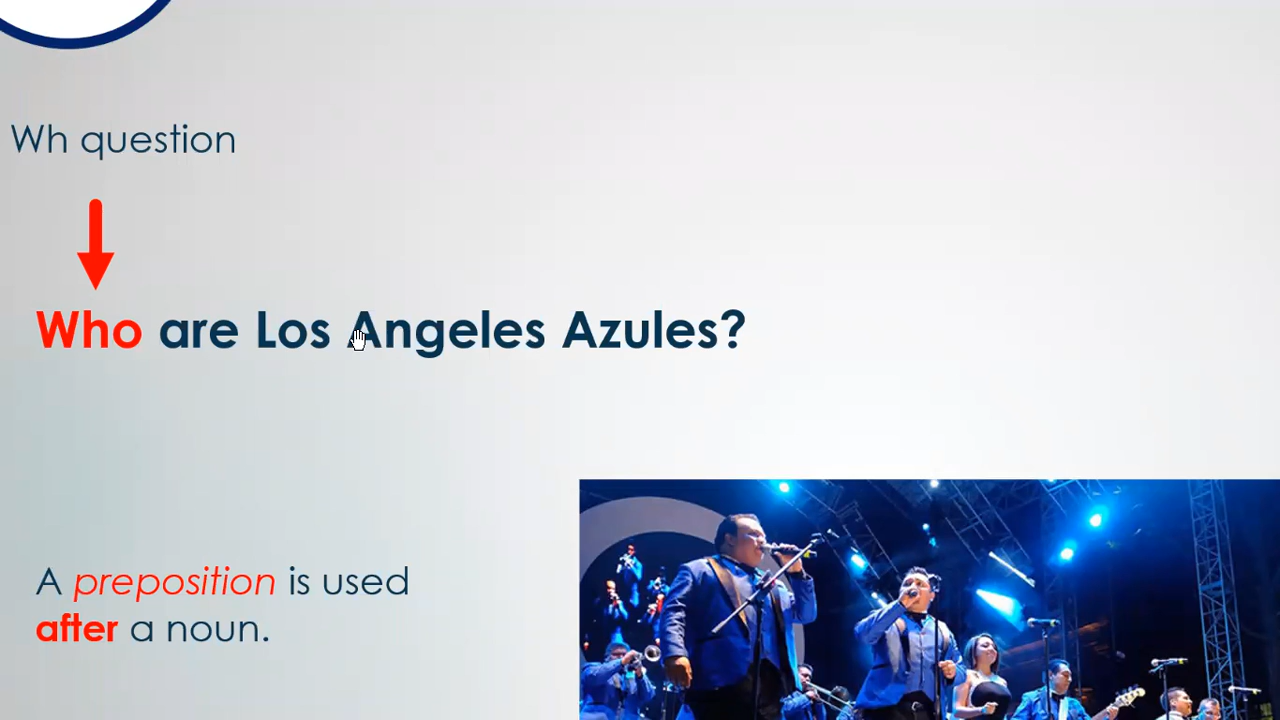 Wh question
Who are Los Angeles Azules?
A preposition is used
after a noun.